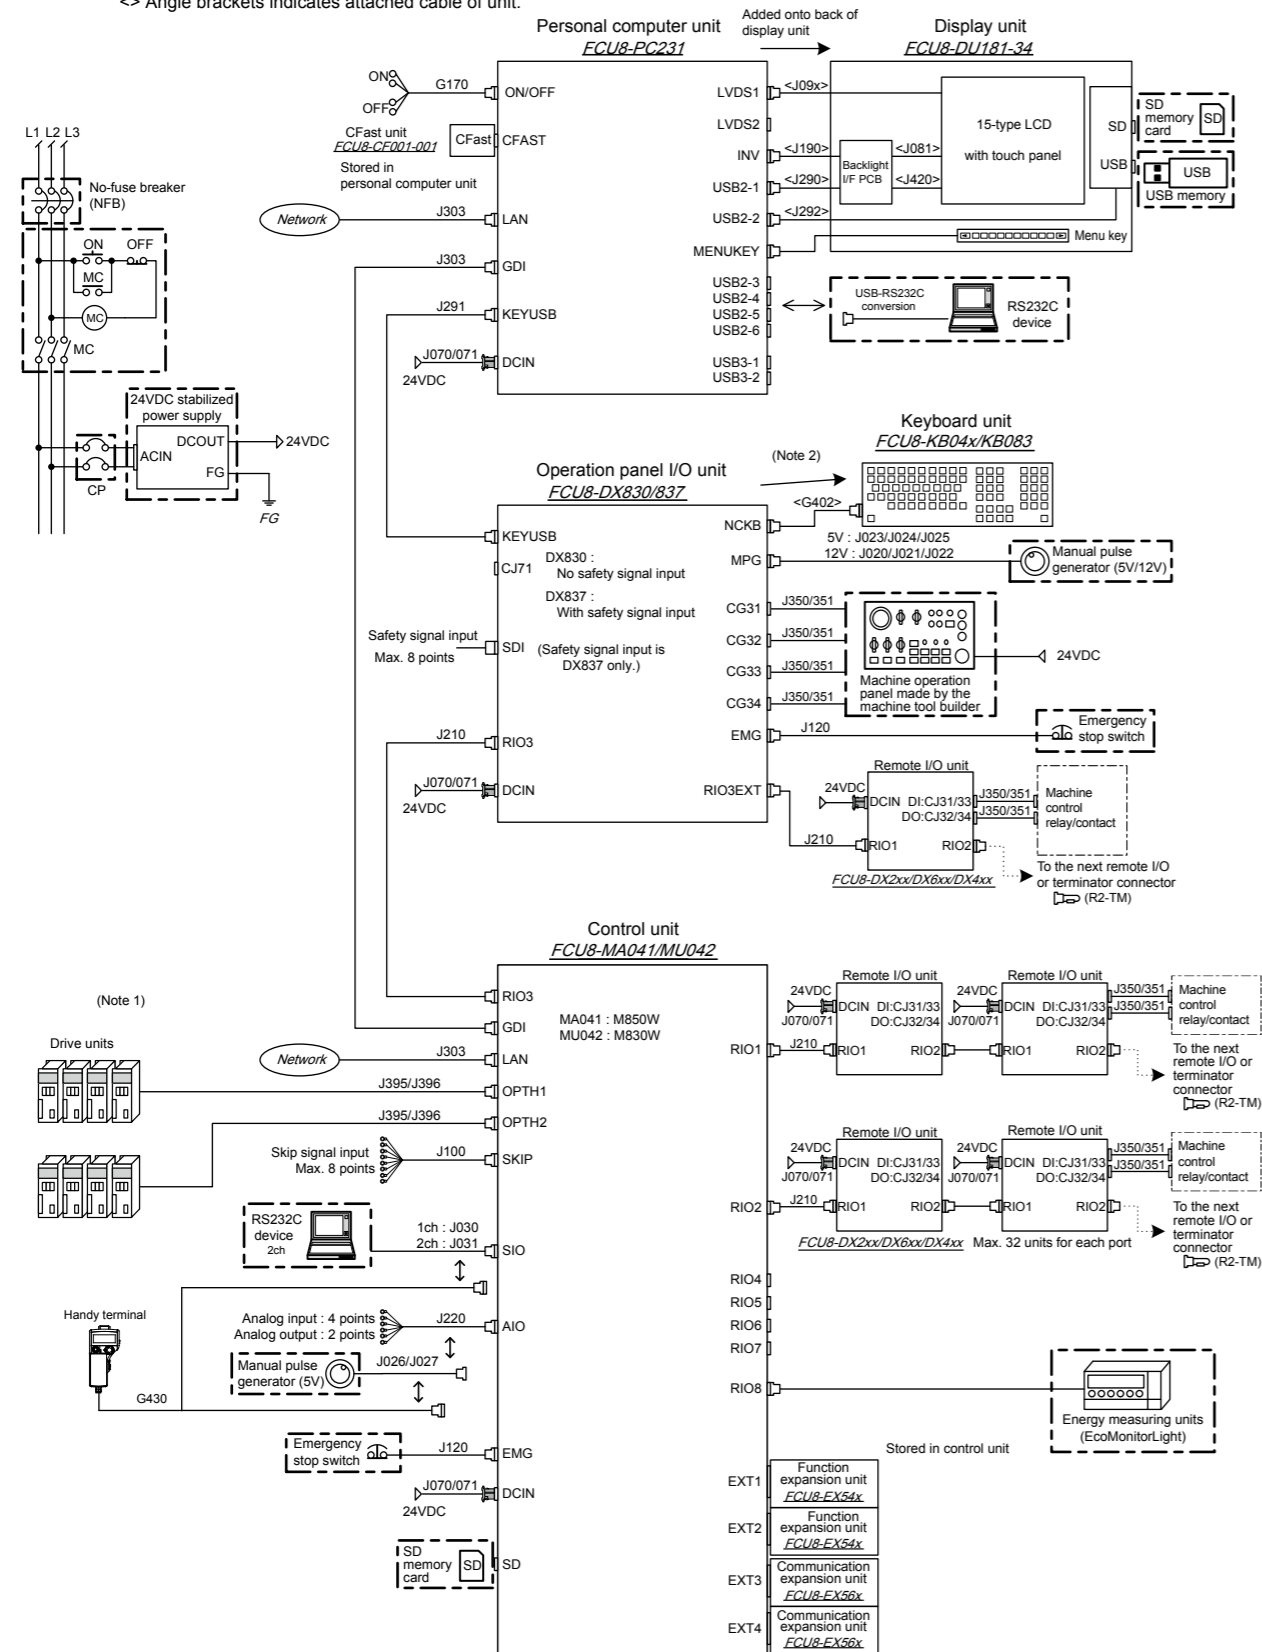 <> Angle brackets indicates attached cable of unit.
Personal computer unit
FCU8-PC231
Added onto back of
display unit
Display unit
FCU8-DU181-34
ON
OFF
G170
ON/OFF
CFast unit
FCU8-CF001-001
CFast
CFAST
Stored in
personal computer unit
Network
J303
LAN
J303
GDI
J291
KEYUSB
J070/071
DCIN
24VDC
LVDS1
<J09x>
LVDS2
INV
<J190>
<J081>
Backlight
I/F PCB
USB2-1
<J290>
<J420>
USB2-2
<J292>
MENUKEY
Menu key
15-type LCD
with touch panel
SD
USB
SD
memory
card
SD
USB
USB memory
USB2-3
USB2-4
USB2-5
USB2-6
USB3-1
USB3-2
USB-RS232C
conversion
RS232C
device
L1 L2 L3
No-fuse breaker
(NFB)
ON
OFF
MC
MC
MC
24VDC stabilized
power supply
DCOUT
24VDC
ACIN
FG
CP
FG
Operation panel I/O unit
FCU8-DX830/837
(Note 2)
Keyboard unit
FCU8-KB04x/KB083
KEYUSB
CJ71
DX830 :
No safety signal input
DX837 :
With safety signal input
Safety signal input
Max. 8 points
SDI
(Safety signal input is
DX837 only.)
J210
RIO3
J070/071
DCIN
24VDC
NCKB
<G402>
5V : J023/J024/J025
MPG
12V : J020/J021/J022
Manual pulse
generator (5V/12V)
CG31
J350/351
CG32
J350/351
CG33
J350/351
CG34
J350/351
24VDC
Machine operation
panel made by the
machine tool builder
EMG
J120
Emergency
stop switch
RIO3EXT
Remote I/O unit
24VDC
DCIN DI:CJ31/33
DO:CJ32/34
J350/351
J350/351
Machine
control
relay/contact
J210
RIO1
RIO2
FCU8-DX2xx/DX6xx/DX4xx
To the next remote I/O
or terminator connector
(R2-TM)
Control unit
FCU8-MA041/MU042
RIO3
MA041 : M850W
MU042 : M830W
GDI
(Note 1)
Drive units
Network
J303
LAN
J395/J396
OPTH1
J395/J396
OPTH2
Skip signal input
Max. 8 points
J100
SKIP
RS232C
device
2ch
1ch : J030
2ch : J031
SIO
Handy terminal
Analog input : 4 points
Analog output : 2 points
J220
AIO
Manual pulse
generator (5V)
J026/J027
G430
Emergency
stop switch
J120
EMG
J070/071
DCIN
24VDC
SD
memory
card
SD
SD
Remote I/O unit
Remote I/O unit
24VDC
DCIN DI:CJ31/33
DO:CJ32/34
J070/071
24VDC
DCIN DI:CJ31/33
DO:CJ32/34
J070/071
J350/351
J350/351
Machine
control
relay/contact
RIO1
J210
RIO1
RIO2
RIO1
RIO2
To the next
remote I/O or
terminator
connector
(R2-TM)
Remote I/O unit
Remote I/O unit
24VDC
DCIN DI:CJ31/33
DO:CJ32/34
J070/071
24VDC
DCIN DI:CJ31/33
DO:CJ32/34
J070/071
J350/351
J350/351
Machine
control
relay/contact
RIO2
J210
RIO1
RIO2
RIO1
RIO2
To the next
remote I/O or
terminator
connector
(R2-TM)
FCU8-DX2xx/DX6xx/DX4xx Max. 32 units for each port
RIO4
RIO5
RIO6
RIO7
RIO8
Energy measuring units
(EcoMonitorLight)
Stored in control unit
EXT1
Function
expansion unit
FCU8-EX54x
EXT2
Function
expansion unit
FCU8-EX54x
EXT3
Communication
expansion unit
FCU8-EX56x
EXT4
Communication
expansion unit
FCU8-EX56x